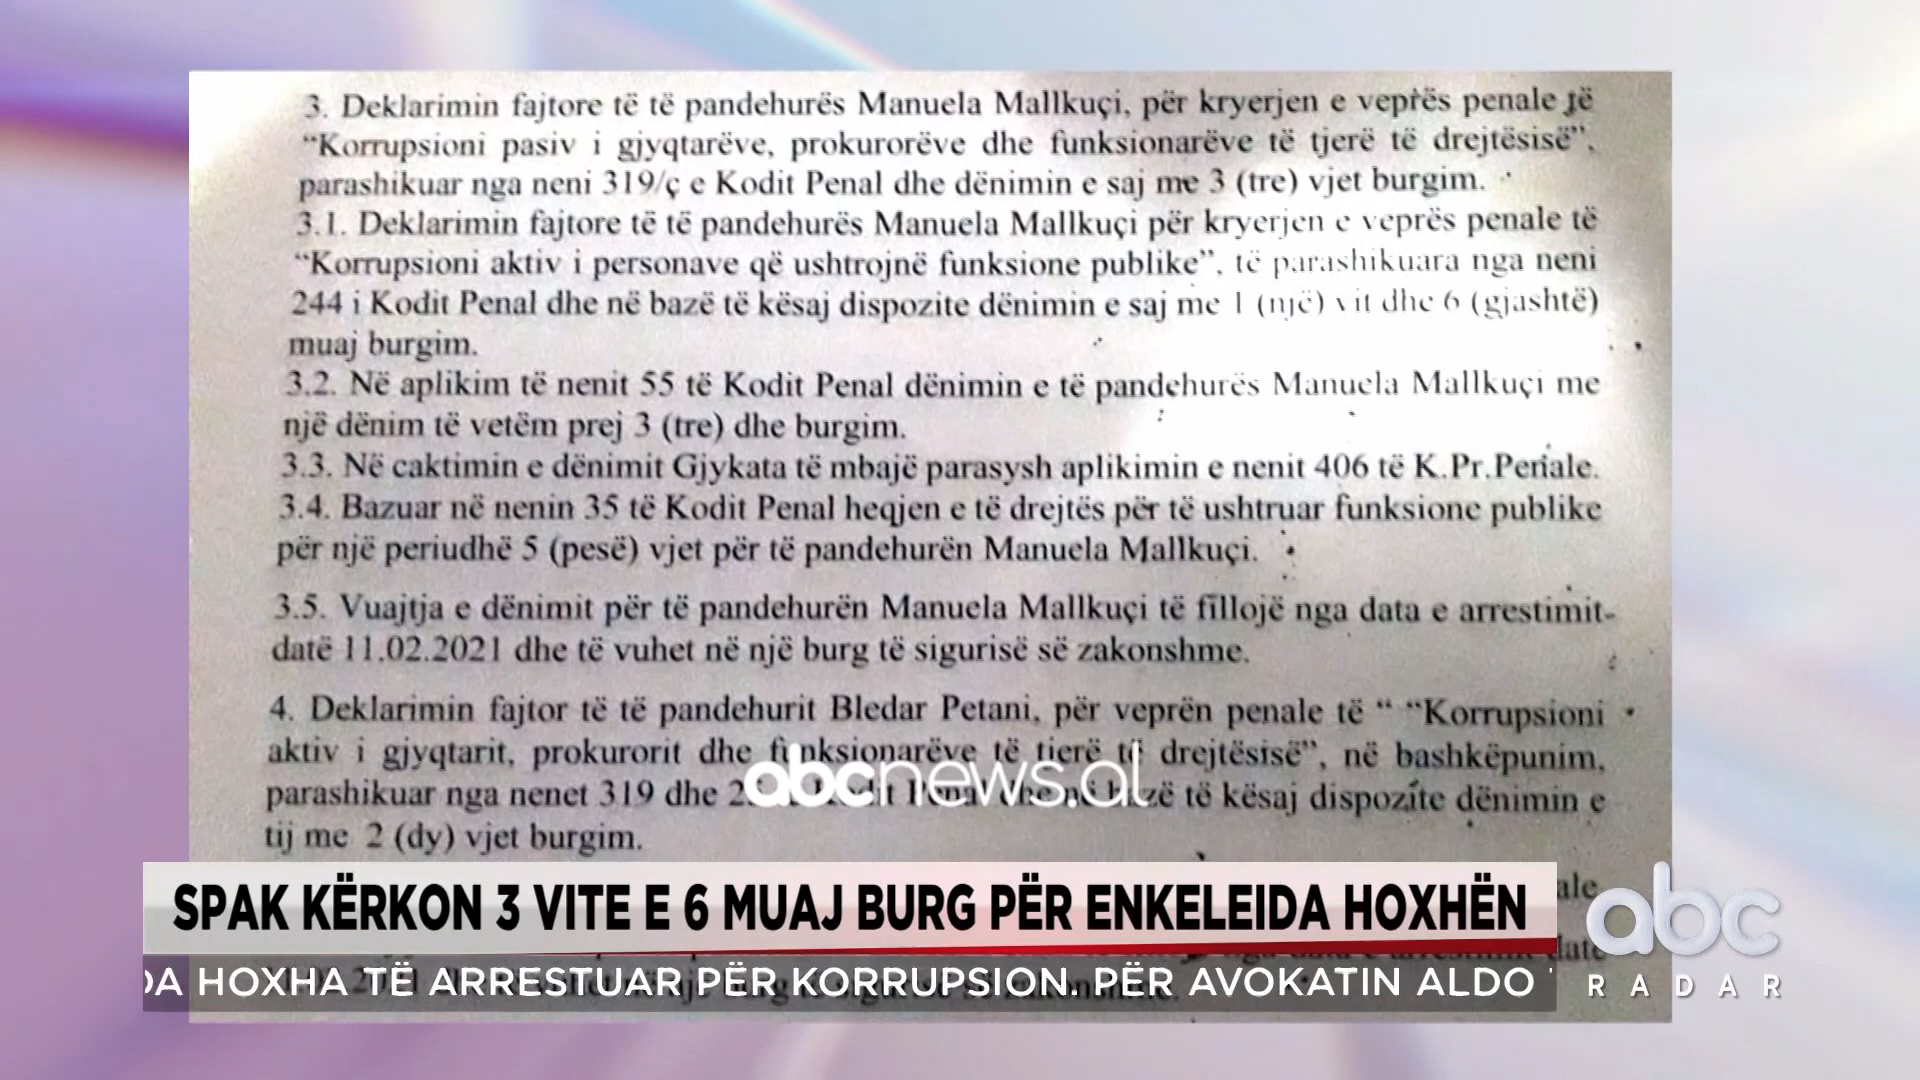 3. Deklarimin fajtore të të pandehurës Manuela Mallkuçi, për kryerjen e veprës penale të
“Korrupsioni pasiv i gjyqtarëve, prokurorëve dhe funksionarëve të tjerë të drejtësisë”,
parashikuar nga neni 319/ç e Kodit Penal dhe dënimin e saj me 3 (tre) vjet burgim.
3.1. Deklarimin fajtore të të pandehurës Manuela Mallkuçi për kryerjen e veprës penale të
“Korrupsioni aktiv i personave që ushtrojnë funksione publike”, të parashikuara nga neni
244 i Kodit Penal dhe në bazë të kësaj dispozite dënimin e saj me 1 (një) vit dhe 6 (gjashtë)
muaj burgim.
3.2. Në aplikim të nenit 55 të Kodit Penal dënimin e të pandehurës Manuela Mallkuçi me
një dënim të vetëm prej 3 (tre) dhe burgim.
3.3. Në caktimin e dënimit Gjykata të mbajë parasysh aplikimin e nenit 406 të K.Pr.Penale.
3.4. Bazuar në nenin 35 të Kodit Penal heqjen e të drejtës për të ushtruar funksione publike
për një periudhë 5 (pesë) vjet për të pandehurën Manuela Mallkuçi.
3.5. Vuajtja e dënimit për të pandehurën Manuela Mallkuçi të fillojë nga data e arrestimit-
datë 11.02.2021 dhe të vuhet në një burg të sigurisë së zakonshme.
4. Deklarimin fajtor të të pandehurit Bledar Petani, për veprën penale të “ “Korrupsioni
aktiv i gjyqtarit, prokurorit dhe funksionarëve të tjerë të drejtësisë”, në bashkëpunim,
parashikuar nga nenet 319 dhe Kodit Penal dhe në bazë të kësaj dispozite dënimin e
tij me 2 (dy) vjet burgim.
abcnews.al
SPAK KËRKON 3 VITE E 6 MUAJ BURG PËR ENKELEIDA HOXHËN
HOXHA TË ARRESTUAR PËR KORRUPSION. PËR AVOKATIN ALDO
abc
RADAR